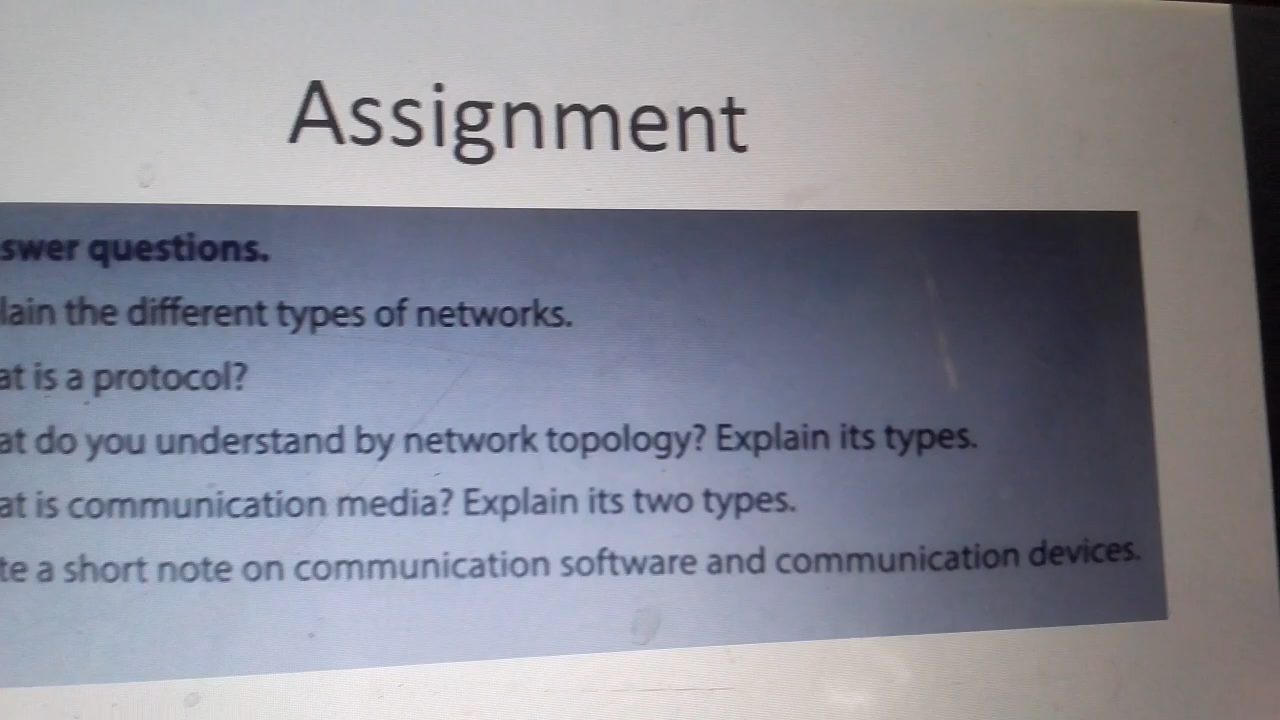 Assignment
swer questions.
lain the different types of networks.
at is a protocol?
at do you understand by network topology? Explain its types.
at is communication media? Explain its two types.
te a short note on communication software and communication devices.